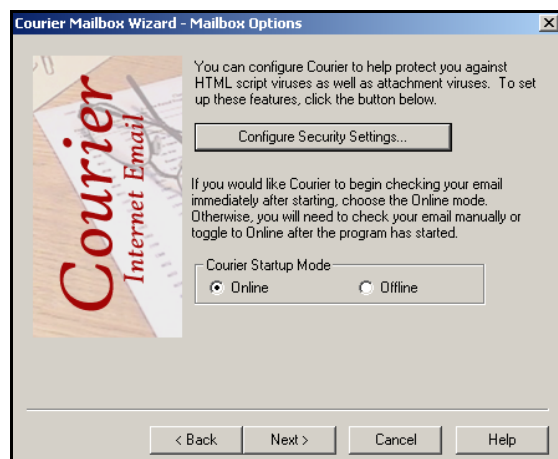 Courier Mailbox Wizard - Mailbox Options
Courier
Internet Email
You can configure Courier to help protect you against
HTML script viruses as well as attachment viruses. To set
up these features, click the button below.
Configure Security Settings...
If you would like Courier to begin checking your email
immediately after starting, choose the Online mode.
Otherwise, you will need to check your email manually or
toggle to Online after the program has started.
Courier Startup Mode
Online Offline
< Back Next > Cancel Help